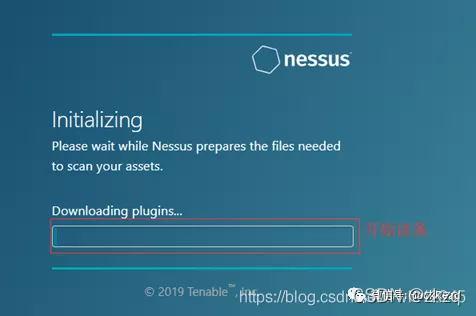 nessus
Initializing
Please wait while Nessus prepares the files needed
to scan your assets.
Downloading plugins...
开始读条
© 2019 Tenable™, Inc.
https://blog.csdn